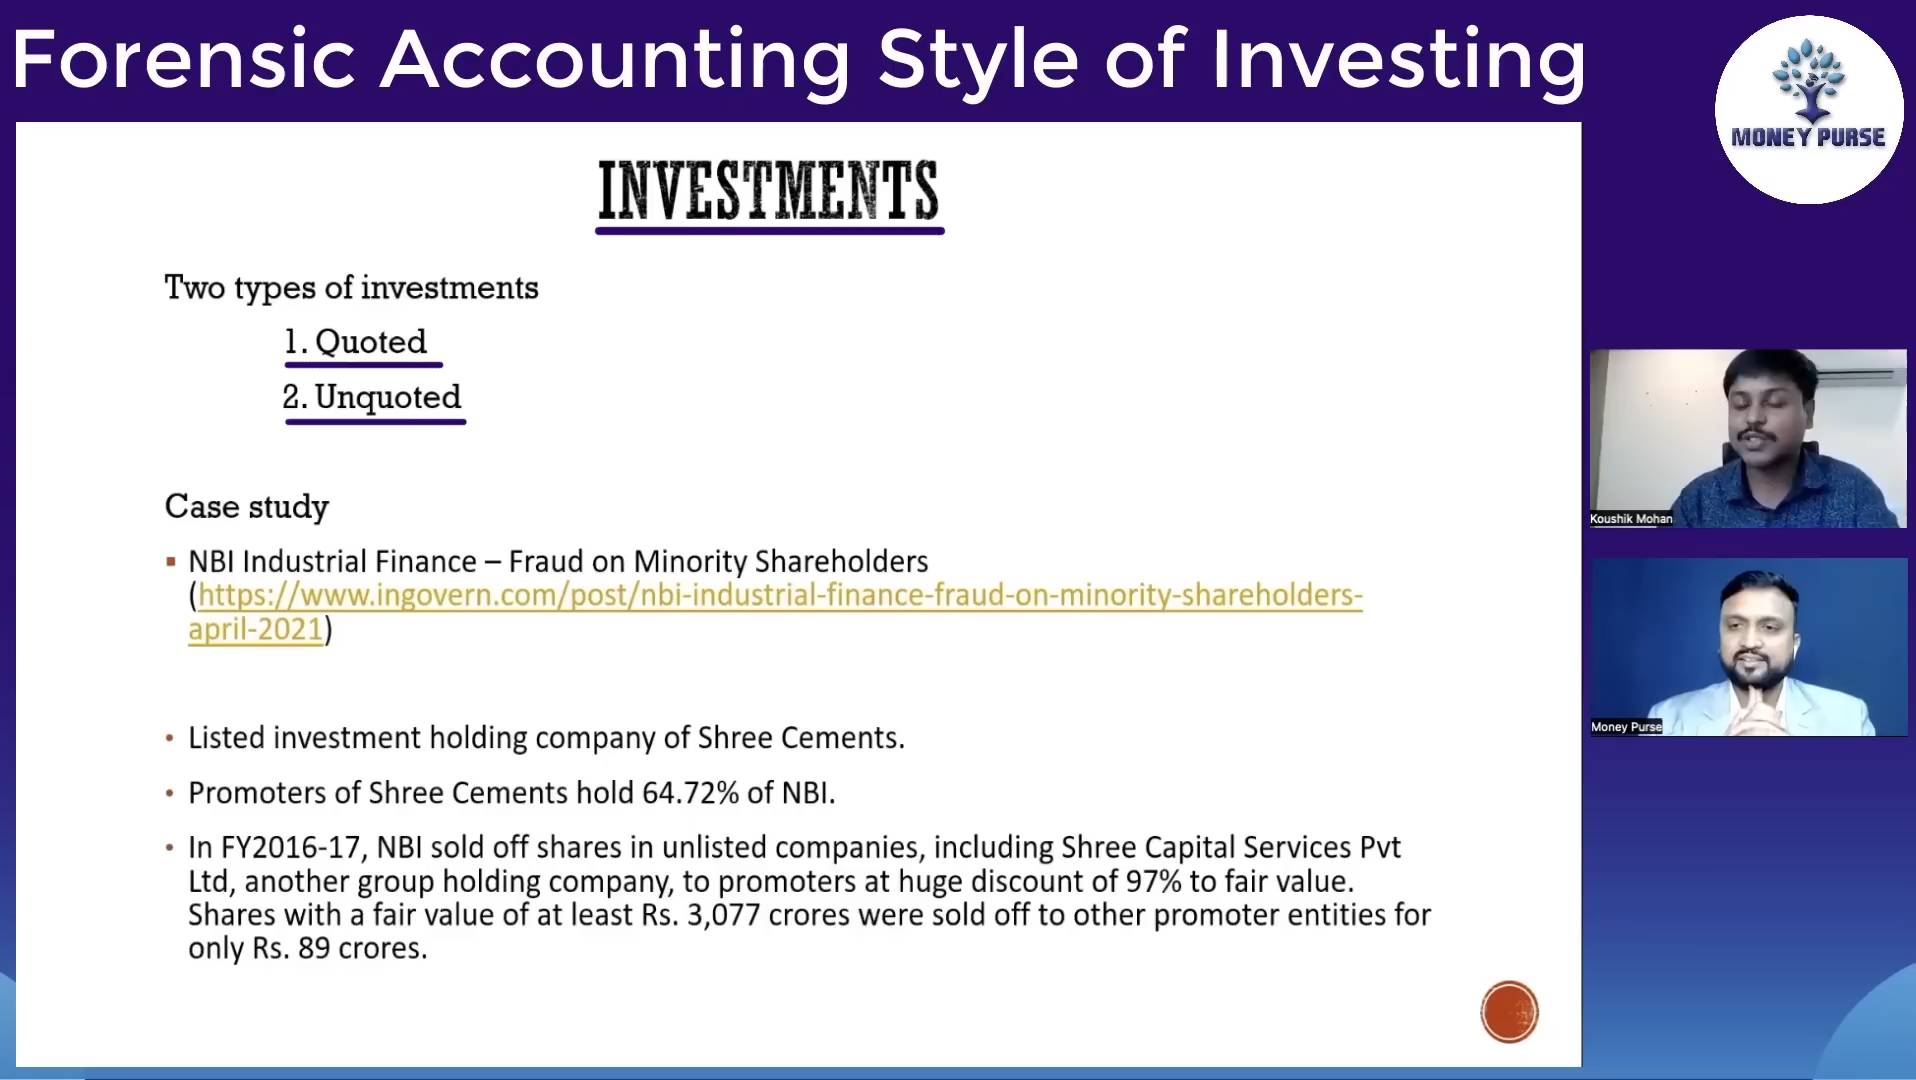 Forensic Accounting Style of Investing
MONEY PURSE
INVESTMENTS
Two types of investments
1. Quoted
2. Unquoted
Case study
▪ NBI Industrial Finance – Fraud on Minority Shareholders
(https://www.ingovern.com/post/nbi-industrial-finance-fraud-on-minority-shareholders-
april-2021)
• Listed investment holding company of Shree Cements.
• Promoters of Shree Cements hold 64.72% of NBI.
• In FY2016-17, NBI sold off shares in unlisted companies, including Shree Capital Services Pvt
Ltd, another group holding company, to promoters at huge discount of 97% to fair value.
Shares with a fair value of at least Rs. 3,077 crores were sold off to other promoter entities for
only Rs. 89 crores.
Koushik Mohan
Money Purse